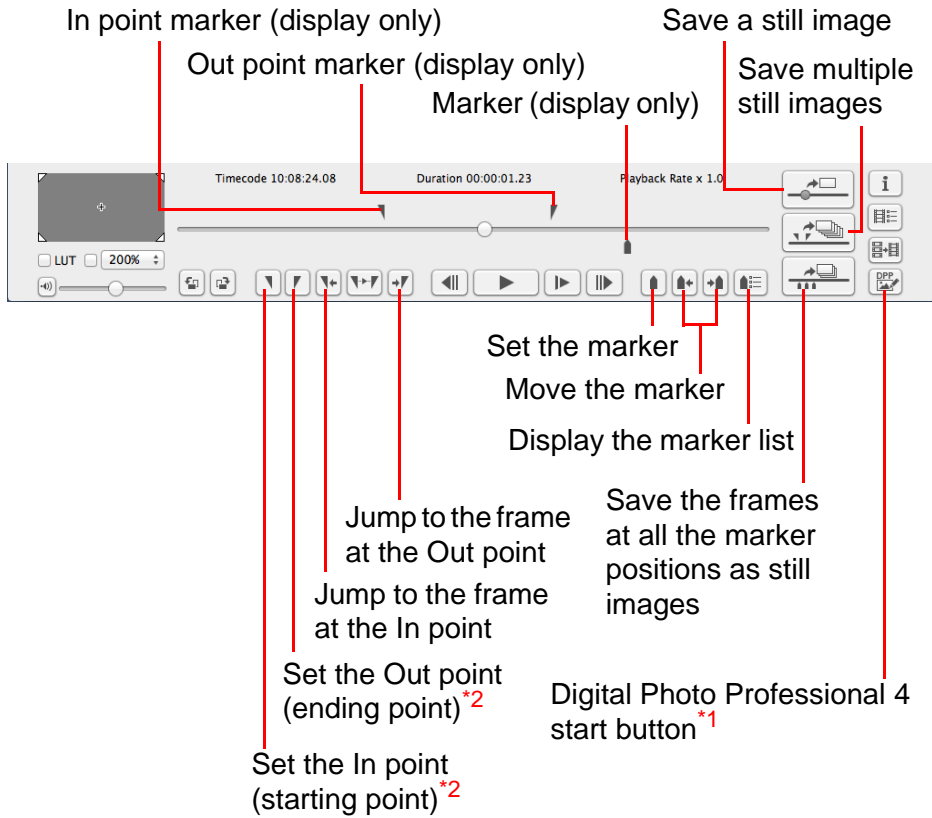 In point marker (display only)
Save a still image
Out point marker (display only)
Save multiple
still images
Marker (display only)
Timecode 10:08:24.08
Duration 00:00:01.23
Playback Rate x 1.0
LUT
200%
DPP
Set the marker
Move the marker
Display the marker list
Save the frames
at all the marker
positions as still
images
Jump to the frame
at the Out point
Jump to the frame
at the In point
Set the Out point
(ending point)*2
Digital Photo Professional 4
start button*1
Set the In point
(starting point)*2